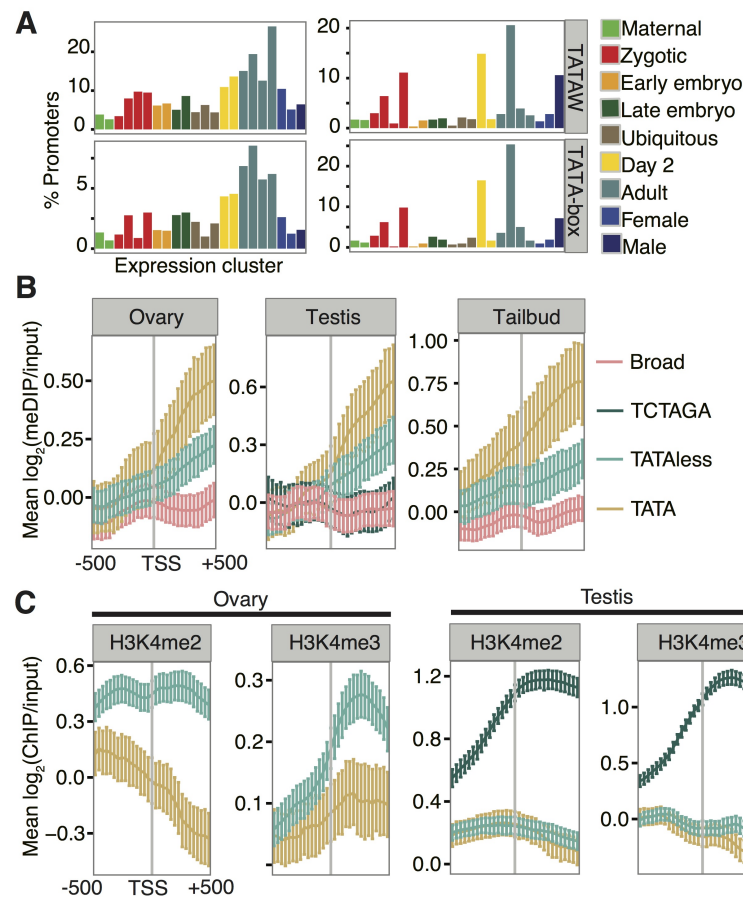 A
% Promoters
20
10
0
20
10
0
TATAW
5
0
20
10
0
TATA-box
Expression cluster
Maternal
Zygotic
Early embryo
Late embryo
Ubiquitous
Day 2
Adult
Female
Male
B
Mean log2(meDIP/input)
Ovary
Testis
Tailbud
0.50
0.25
0.00
0.6
0.3
0.0
1.00
0.75
0.50
0.25
0.00
-500 TSS +500
Broad
TCTAGA
TATAless
TATA
C
Ovary
Testis
Mean log2(ChIP/input)
H3K4me2
H3K4me3
H3K4me2
H3K4me3
0.6
0.3
0.0
−0.3
0.3
0.2
0.1
1.2
0.8
0.4
0.0
1.0
0.5
0.0
-500 TSS +500